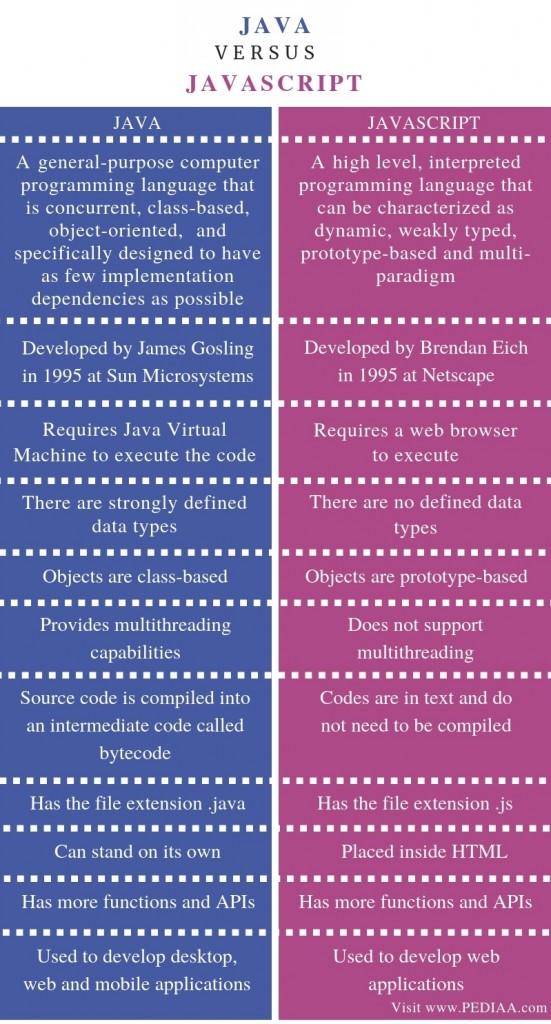 JAVA
VERSUS
JAVASCRIPT
JAVA
A general-purpose computer
programming language that
is concurrent, class-based,
object-oriented, and
specifically designed to have
as few implementation
dependencies as possible
Developed by James Gosling
in 1995 at Sun Microsystems
Requires Java Virtual
Machine to execute the code
There are strongly defined
data types
Objects are class-based
Provides multithreading
capabilities
Source code is compiled into
an intermediate code called
bytecode
Has the file extension .java
Can stand on its own
Has more functions and APIs
Used to develop desktop,
web and mobile applications
JAVASCRIPT
A high level, interpreted
programming language that
can be characterized as
dynamic, weakly typed,
prototype-based and multi-
paradigm
Developed by Brendan Eich
in 1995 at Netscape
Requires a web browser
to execute
There are no defined data
types
Objects are prototype-based
Does not support
multithreading
Codes are in text and do
not need to be compiled
Has the file extension .js
Placed inside HTML
Has more functions and APIs
Used to develop web
applications
Visit www.PEDIAA.com